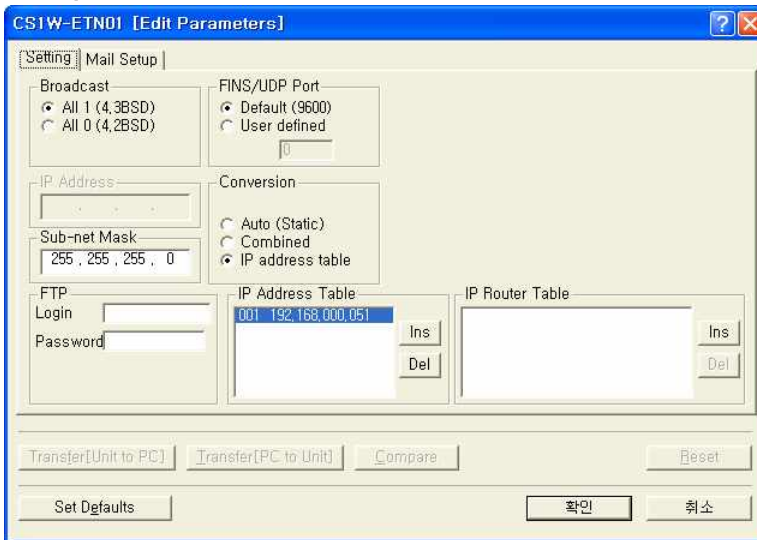 CS1W-ETN01 [Edit Parameters]
Setting
Mail Setup
Broadcast
All 1 (4,3BSD)
All 0 (4,2BSD)
FINS/UDP Port
Default (9600)
User defined
0
IP Address
. . .
Sub-net Mask
255 , 255 , 255 , 0
Conversion
Auto (Static)
Combined
IP address table
FTP
Login
Password
IP Address Table
001 192,168,000,051
Ins
Del
IP Router Table
Ins
Del
Transfer[Unit to PC]
Transfer[PC to Unit]
Compare
Reset
Set Defaults
확인
취소